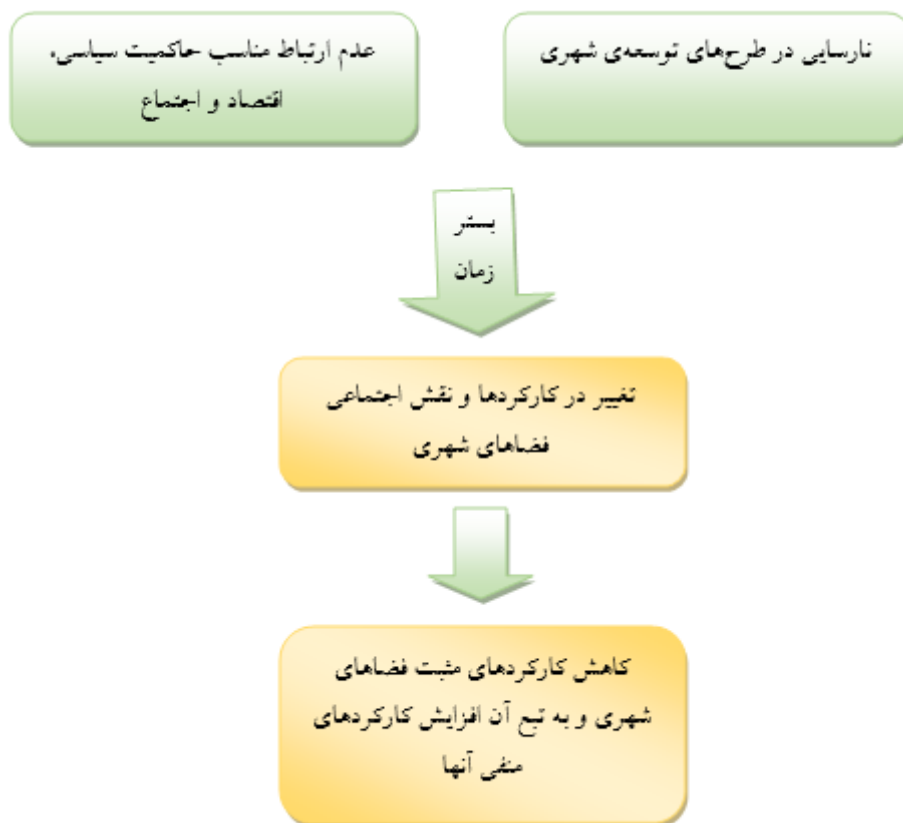 نارسایی در طرح‌های توسعه‌ی شهری
عدم ارتباط مناسب حاکمیت سیاسی،
اقتصاد و اجتماع
بستر
زمان
تغییر در کارکردها و نقش اجتماعی
فضاهای شهری
کاهش کارکردهای مثبت فضاهای
شهری و به تبع آن افزایش کارکردهای
منفی آنها